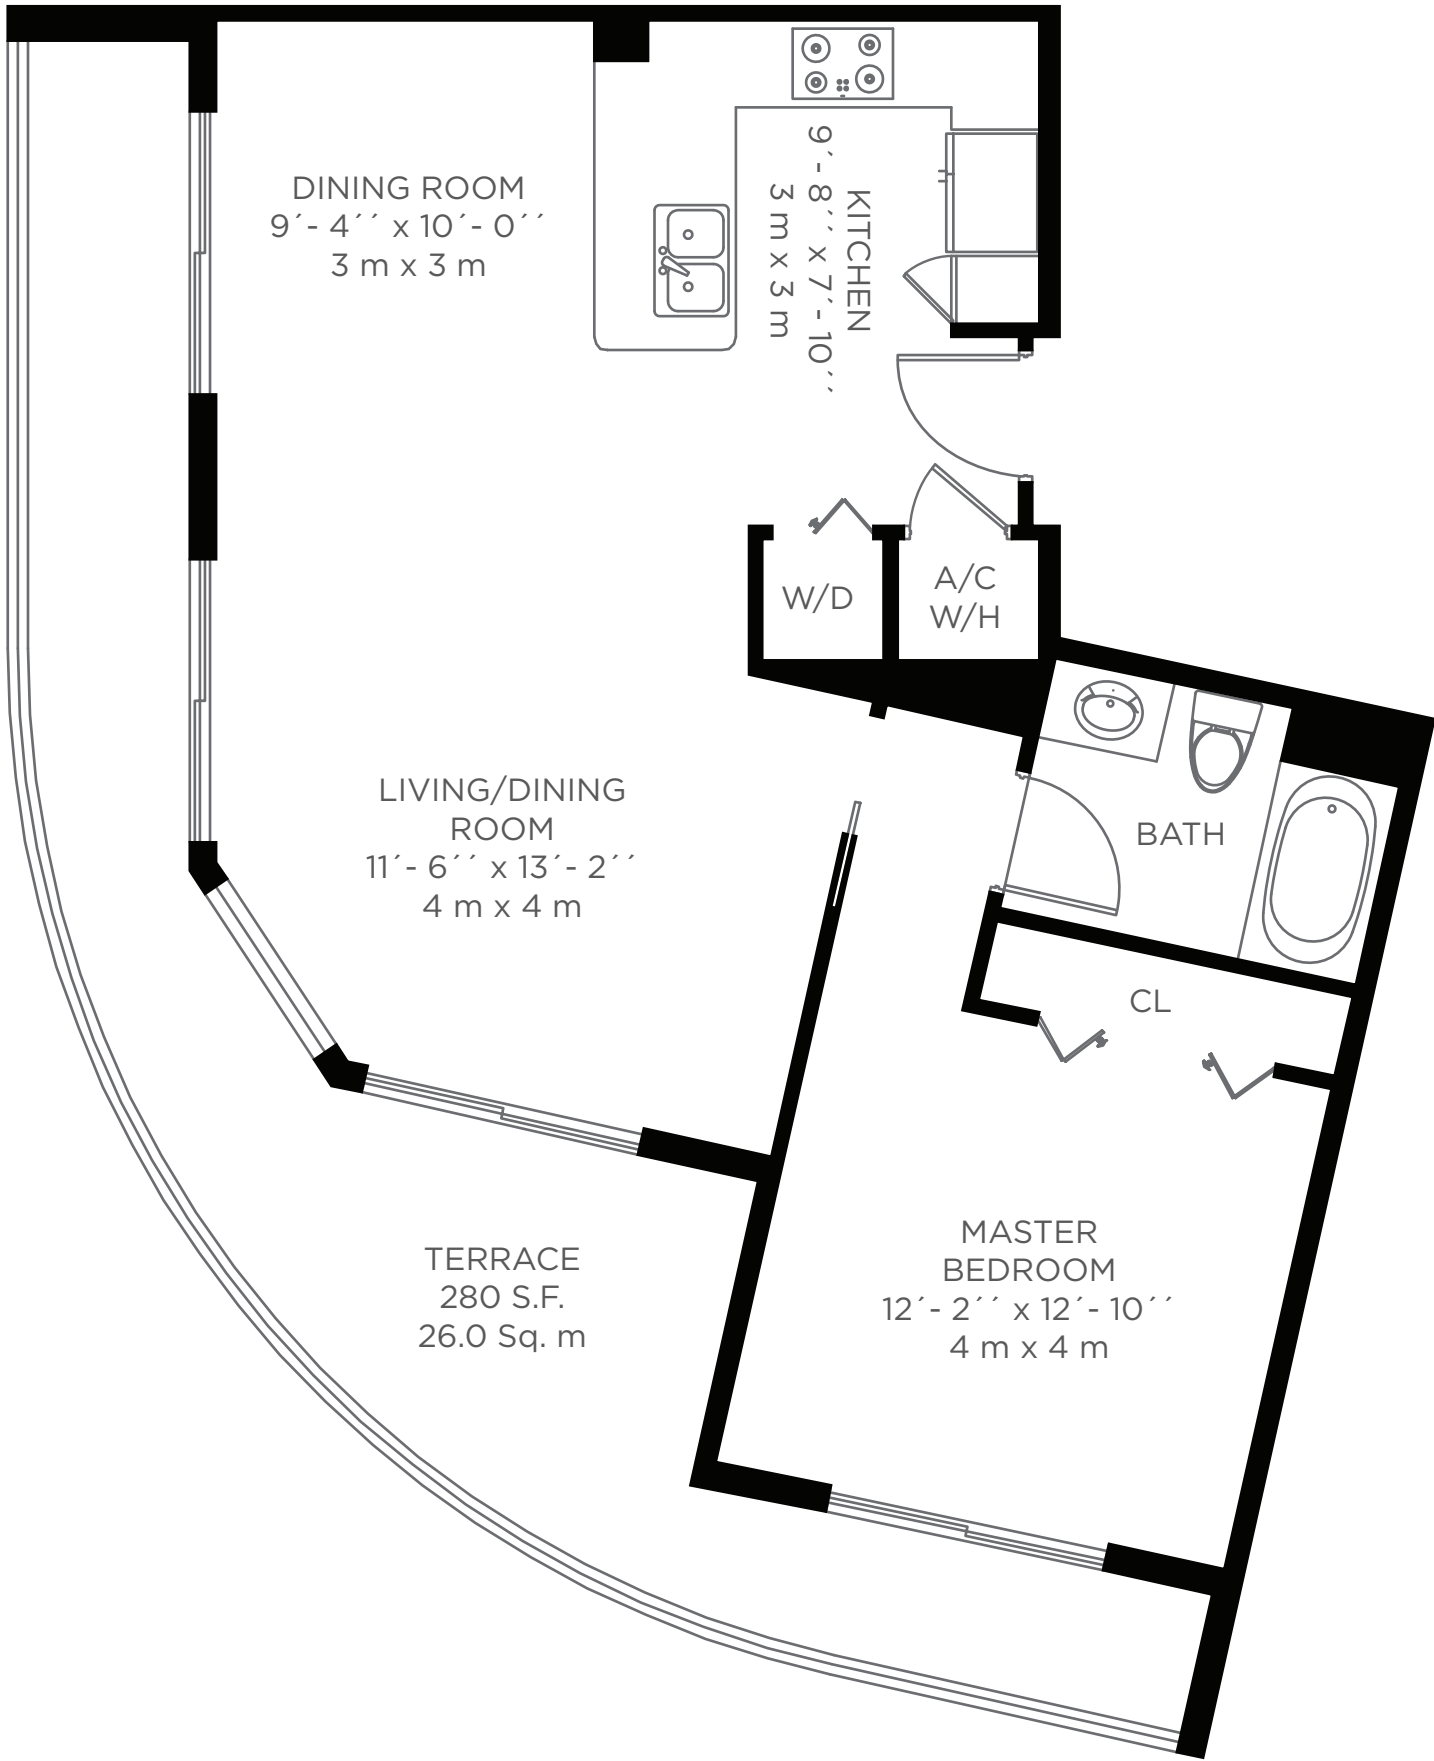 DINING ROOM
9´- 4´´ x 10´- 0´´
3 m x 3 m
KITCHEN
9´- 8´´ x 7´- 10´´
3 m x 3 m
W/D
A/C
W/H
LIVING/DINING
ROOM
11´- 6´´ x 13´- 2´´
4 m x 4 m
BATH
CL
TERRACE
280 S.F.
26.0 Sq. m
MASTER
BEDROOM
12´- 2´´ x 12´- 10´´
4 m x 4 m